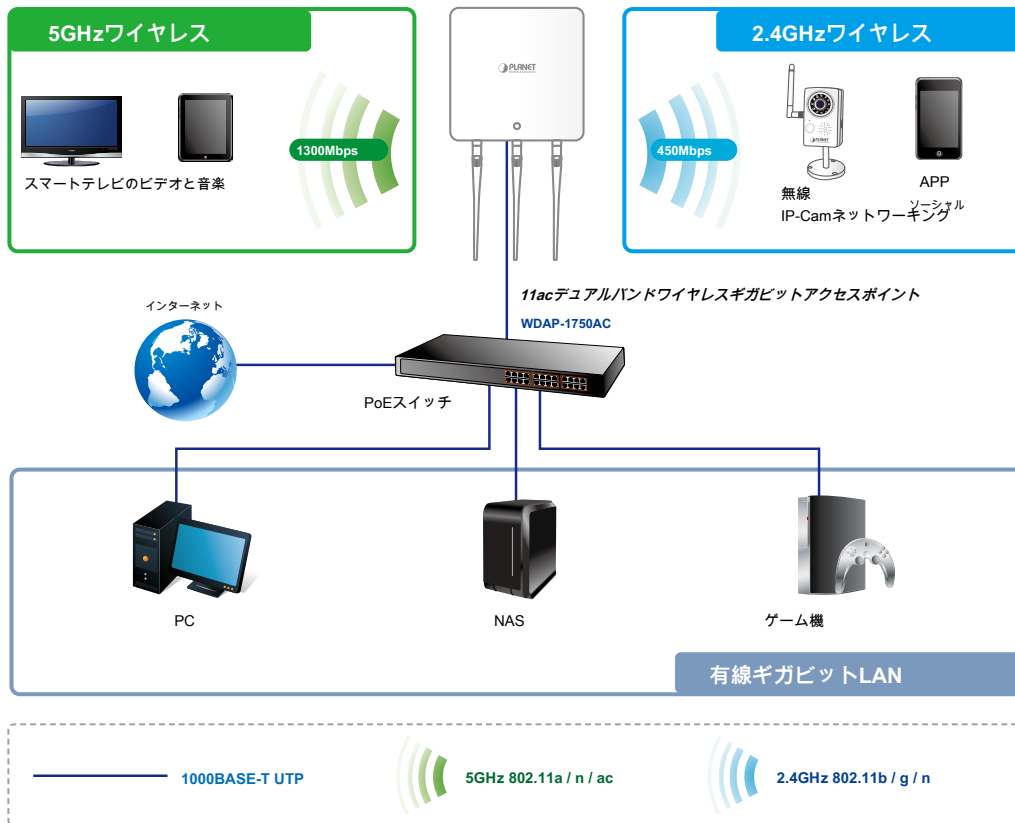 5GHzワイヤレス
2.4GHzワイヤレス
PLANET
1300Mbps
450Mbps
スマートテレビのビデオと音楽
PLANET
無線
IP-Camネットワーキング
APP
ソーシャル
11acデュアルバンドワイヤレスギガビットアクセスポイント
WDAP-1750AC
インターネット
PoEスイッチ
PC
NAS
ゲーム機
有線ギガビットLAN
1000BASE-T UTP
5GHz 802.11a / n / ac
2.4GHz 802.11b / g / n